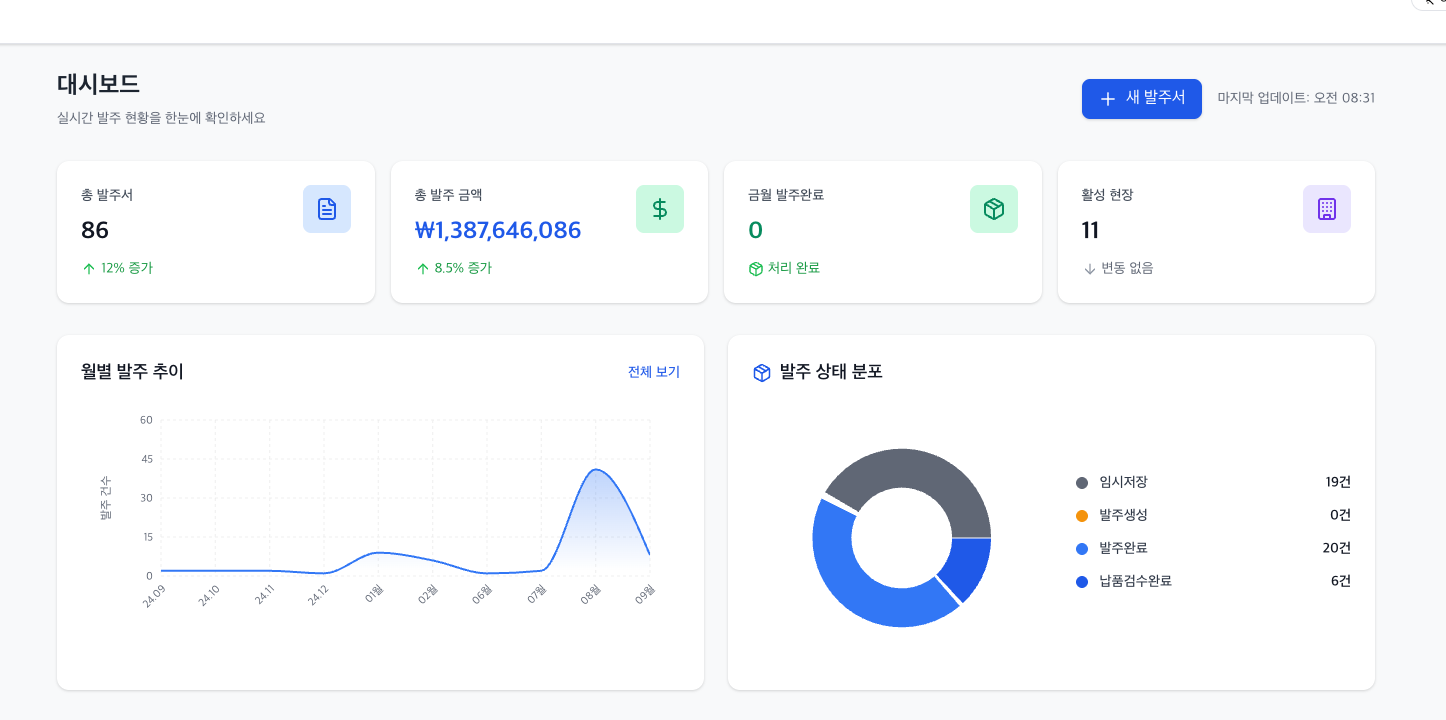 대시보드
실시간 발주 현황을 한눈에 확인하세요
새 발주서
마지막 업데이트: 오전 08:31
총 발주서
86
12% 증가
총 발주 금액
₩1,387,646,086
8.5% 증가
금월 발주완료
0
처리 완료
활성 현장
11
변동 없음
월별 발주 추이
전체 보기
발주 건수
60
45
30
15
0
24.09
24.10
24.11
24.12
01월
02월
06월
07월
08월
09월
발주 상태 분포
임시저장 19건
발주생성 0건
발주완료 20건
납품검수완료 6건